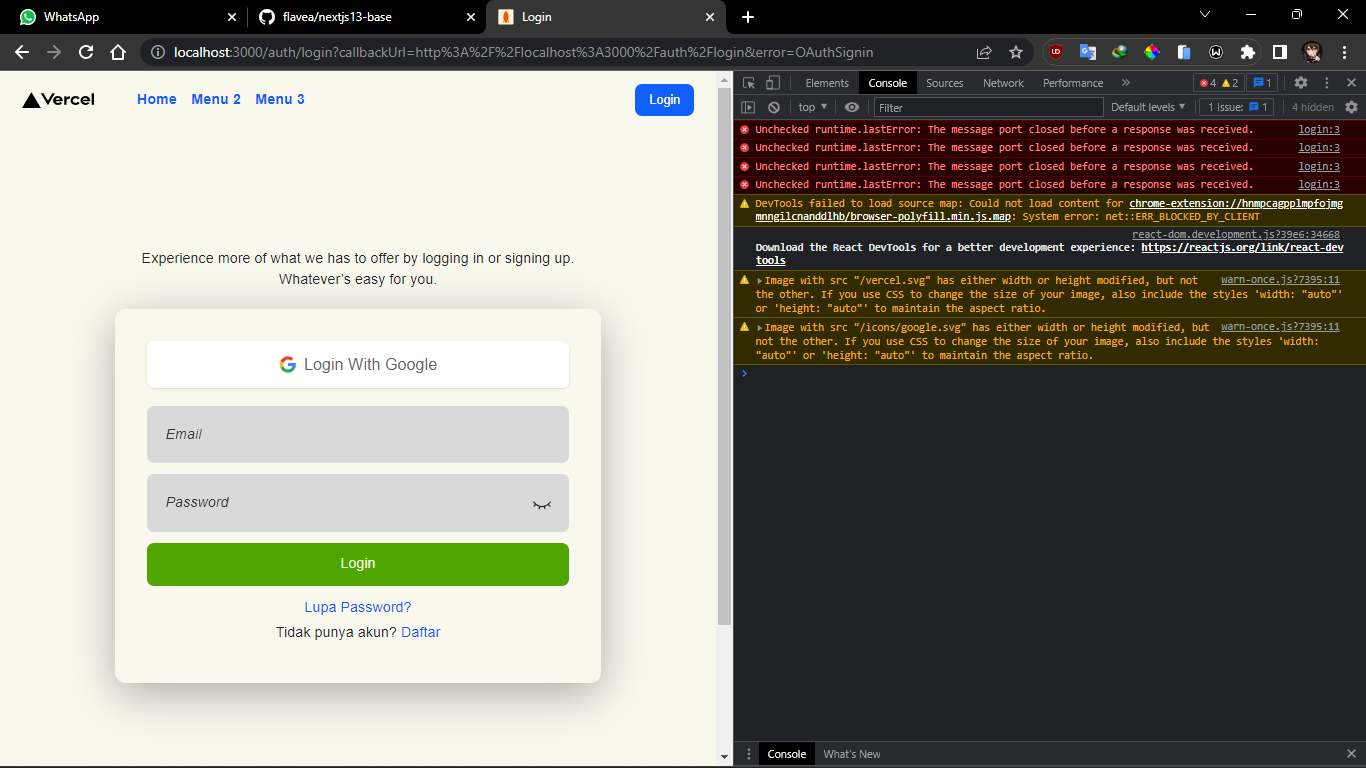 WhatsApp
flavea/nextjs13-base
Login
localhost:3000/auth/login?callbackUrl=http%3A%2F%2Flocalhost%3A3000%2Fauth%2Flogin&error=OAuthSignin
Vercel
Home Menu 2 Menu 3
Login
Experience more of what we has to offer by logging in or signing up.
Whatever's easy for you.
Login With Google
Email
Password
Login
Lupa Password?
Tidak punya akun? Daftar
Elements Console Sources Network Performance » 4 2 1
top Filter Default levels 1 Issue: 1 4 hidden
Unchecked runtime.lastError: The message port closed before a response was received. login:3
Unchecked runtime.lastError: The message port closed before a response was received. login:3
Unchecked runtime.lastError: The message port closed before a response was received. login:3
Unchecked runtime.lastError: The message port closed before a response was received. login:3
DevTools failed to load source map: Could not load content for chrome-extension://hnmpcagpplmpfojmg
mnngilcnanddlhb/browser-polyfill.min.js.map: System error: net::ERR_BLOCKED_BY_CLIENT
react-dom.development.js?39e6:34668
Download the React DevTools for a better development experience: https://reactjs.org/link/react-dev
tools
Image with src "/vercel.svg" has either width or height modified, but not warn-once.js?7395:11
the other. If you use CSS to change the size of your image, also include the styles 'width: "auto"'
or 'height: "auto"' to maintain the aspect ratio.
Image with src "/icons/google.svg" has either width or height modified, but warn-once.js?7395:11
not the other. If you use CSS to change the size of your image, also include the styles 'width:
"auto"' or 'height: "auto"' to maintain the aspect ratio.
Console What's New